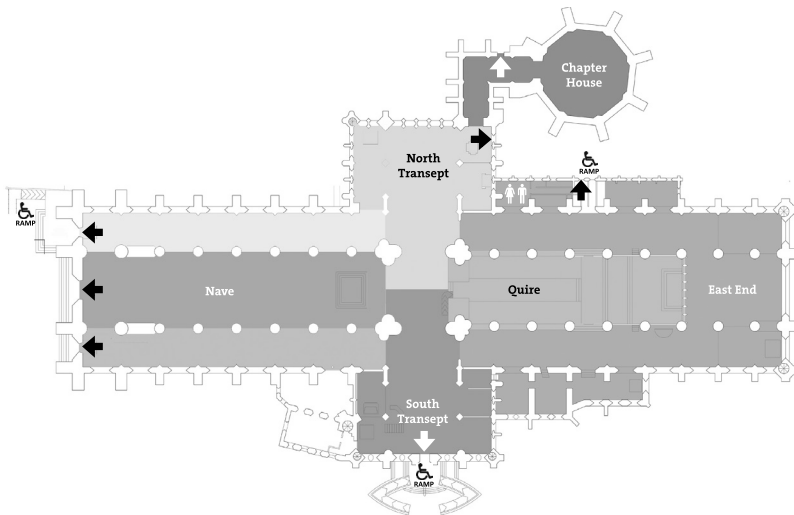 Chapter
House
North
Transept
RAMP
RAMP
Nave
Quire
East End
South
Transept
RAMP